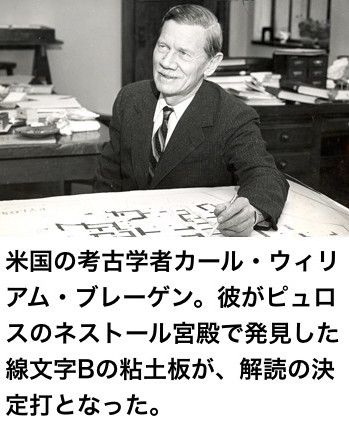 米国の考古学者カール・ウィリ
アム・ブレーゲン。彼がピュロ
スのネストール宮殿で発見した
線文字Bの粘土板が、解読の決
定打となった。